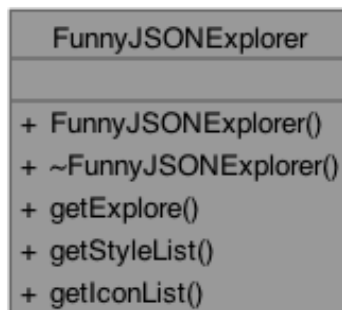 FunnyJSONExplorer
+ FunnyJSONExplorer()
+ ~FunnyJSONExplorer()
+ getExplore()
+ getStyleList()
+ getIconList()